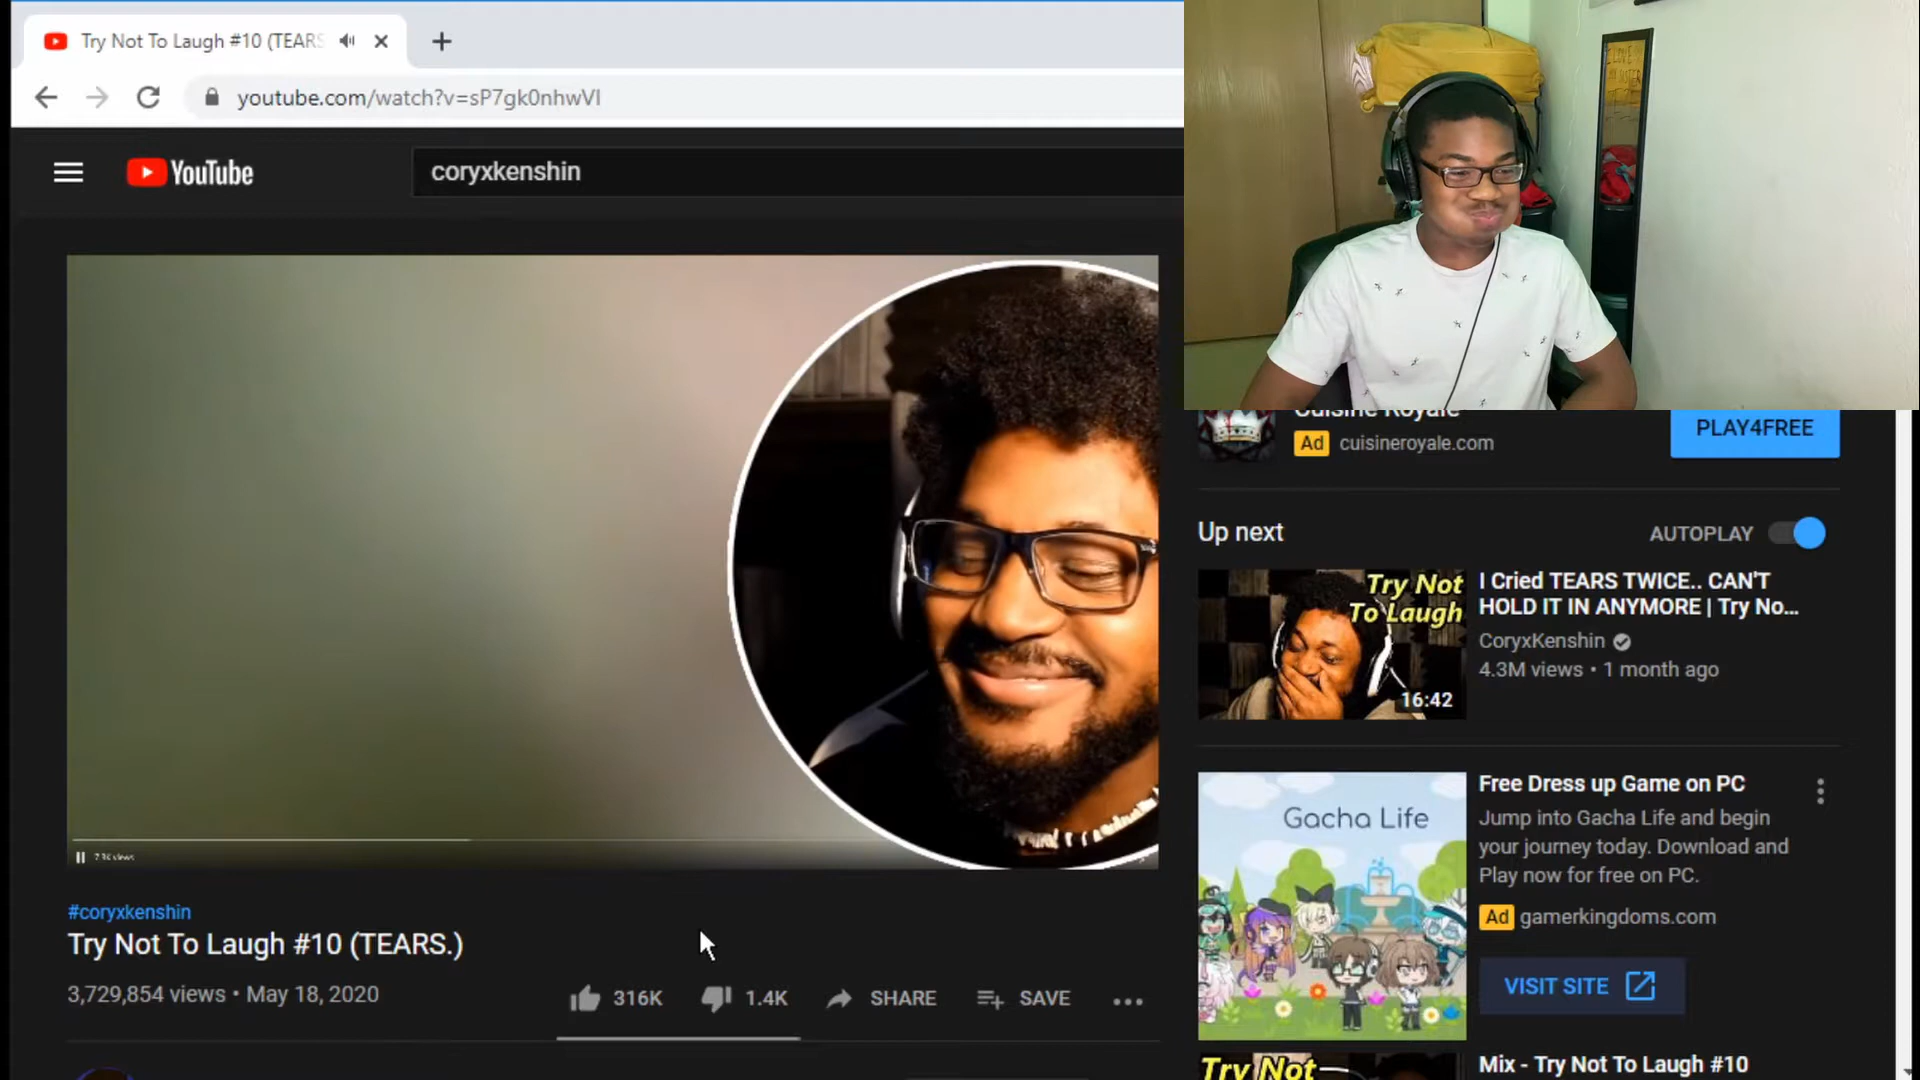 Try Not To Laugh #10 (TEARS
youtube.com/watch?v=sP7gk0nhwVI
YouTube
coryxkenshin
Cuisine Royale
Ad cuisineroyale.com
PLAY4FREE
Up next
AUTOPLAY
Try Not
To Laugh
16:42
I Cried TEARS TWICE.. CAN'T
HOLD IT IN ANYMORE | Try No...
CoryxKenshin
4.3M views • 1 month ago
Gacha Life
Free Dress up Game on PC
Jump into Gacha Life and begin
your journey today. Download and
Play now for free on PC.
Ad gamerkingdoms.com
VISIT SITE
Try Not
Mix - Try Not To Laugh #10
views
#coryxkenshin
Try Not To Laugh #10 (TEARS.)
3,729,854 views • May 18, 2020
316K
1.4K
SHARE
SAVE